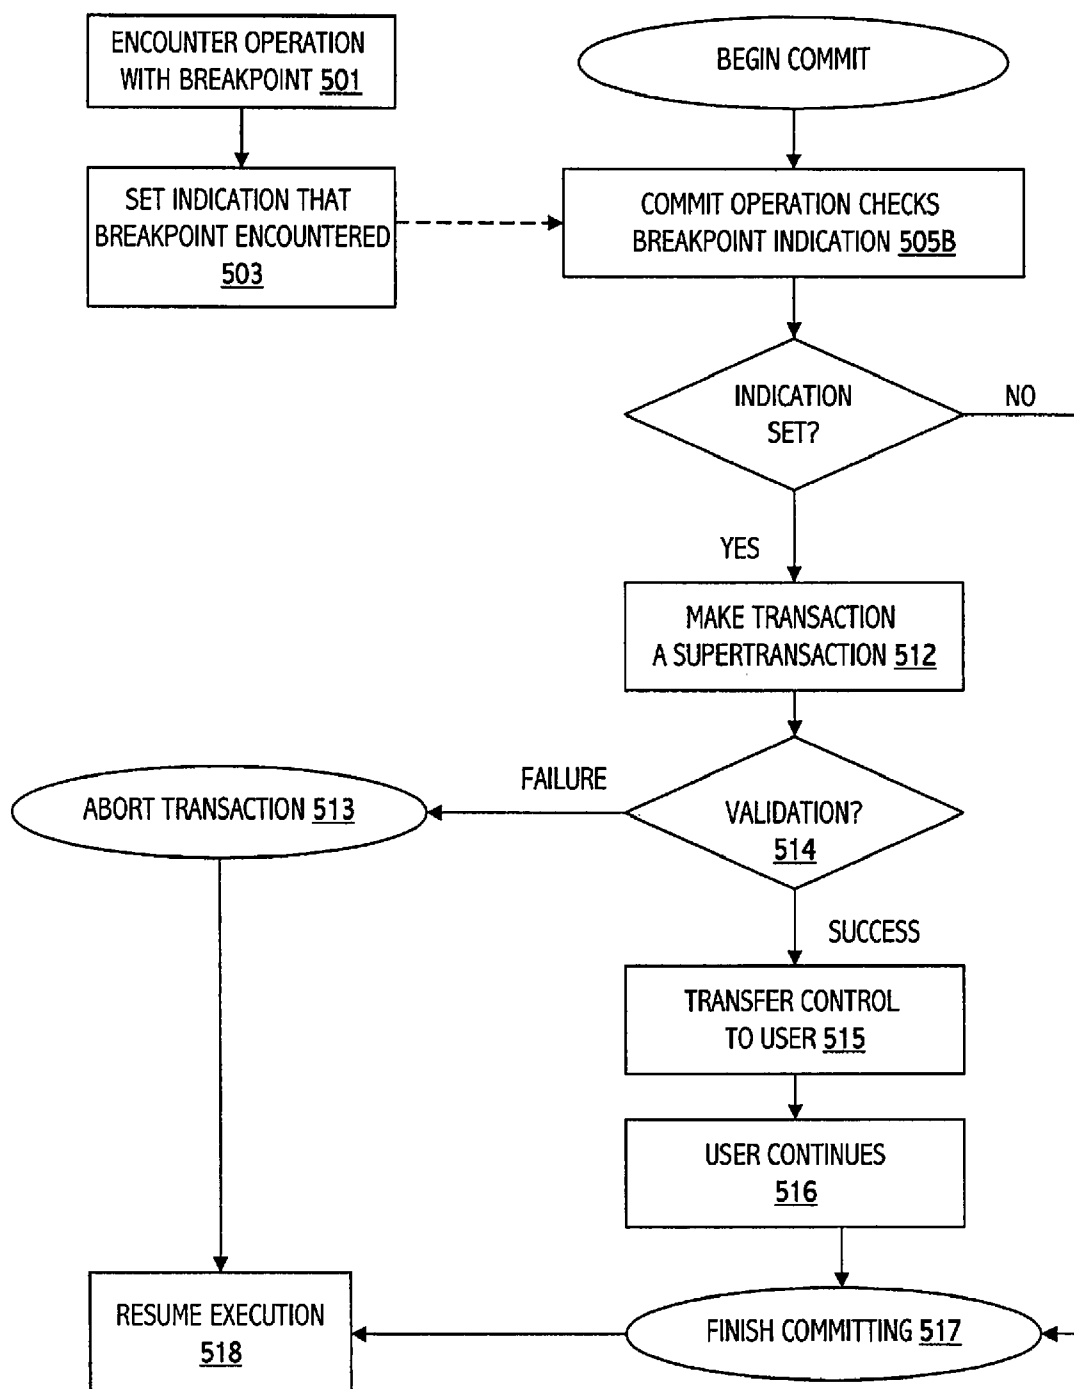 ENCOUNTER OPERATION
WITH BREAKPOINT 501
BEGIN COMMIT
SET INDICATION THAT
BREAKPOINT ENCOUNTERED
503
COMMIT OPERATION CHECKS
BREAKPOINT INDICATION 505B
INDICATION
SET?
NO
YES
MAKE TRANSACTION
A SUPERTRANSACTION 512
FAILURE
ABORT TRANSACTION 513
VALIDATION?
514
SUCCESS
TRANSFER CONTROL
TO USER 515
USER CONTINUES
516
RESUME EXECUTION
518
FINISH COMMITTING 517